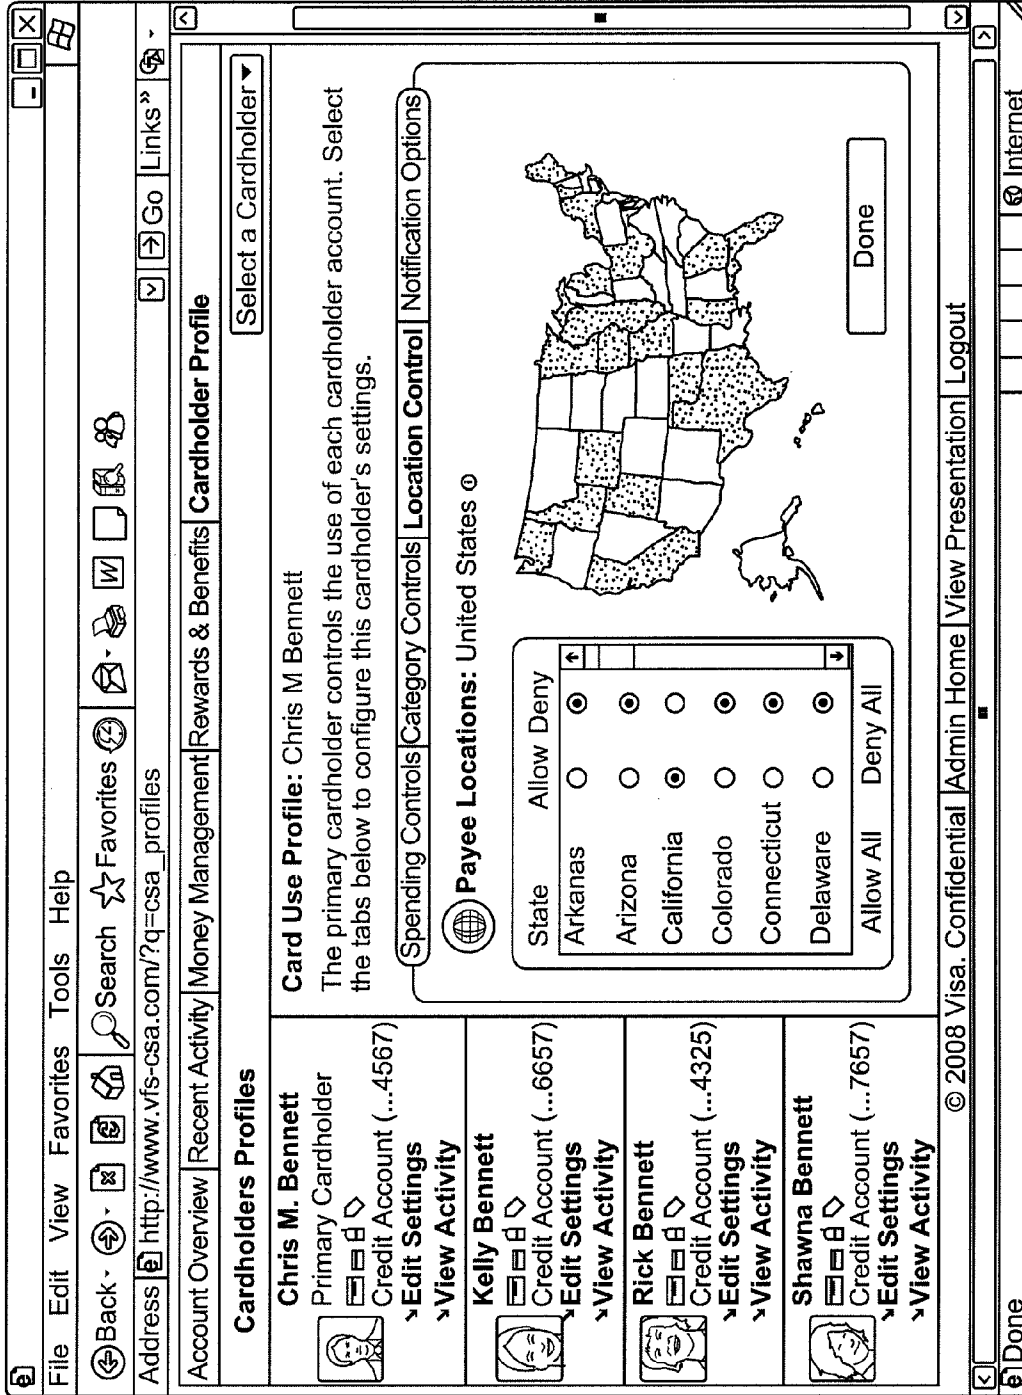 File Edit View Favorites Tools Help
Back Search Favorites W
Address http://www.vfs-csa.com/?q=csa_profiles Go Links»
Account Overview Recent Activity Money Management Rewards & Benefits Cardholder Profile
Cardholders Profiles
Select a Cardholder
Chris M. Bennett
Primary Cardholder
Credit Account (...4567)
Edit Settings
View Activity
Kelly Bennett
Credit Account (...6657)
Edit Settings
View Activity
Rick Bennett
Credit Account (...4325)
Edit Settings
View Activity
Shawna Bennett
Credit Account (...7657)
Edit Settings
View Activity
Card Use Profile: Chris M Bennett
The primary cardholder controls the use of each cardholder account. Select
the tabs below to configure this cardholder's settings.
Spending Controls Category Controls Location Control Notification Options
Payee Locations: United States
State Allow Deny
Arkanas
Arizona
California
Colorado
Connecticut
Delaware
Allow All Deny All
Done
© 2008 Visa. Confidential Admin Home View Presentation Logout
Done Internet